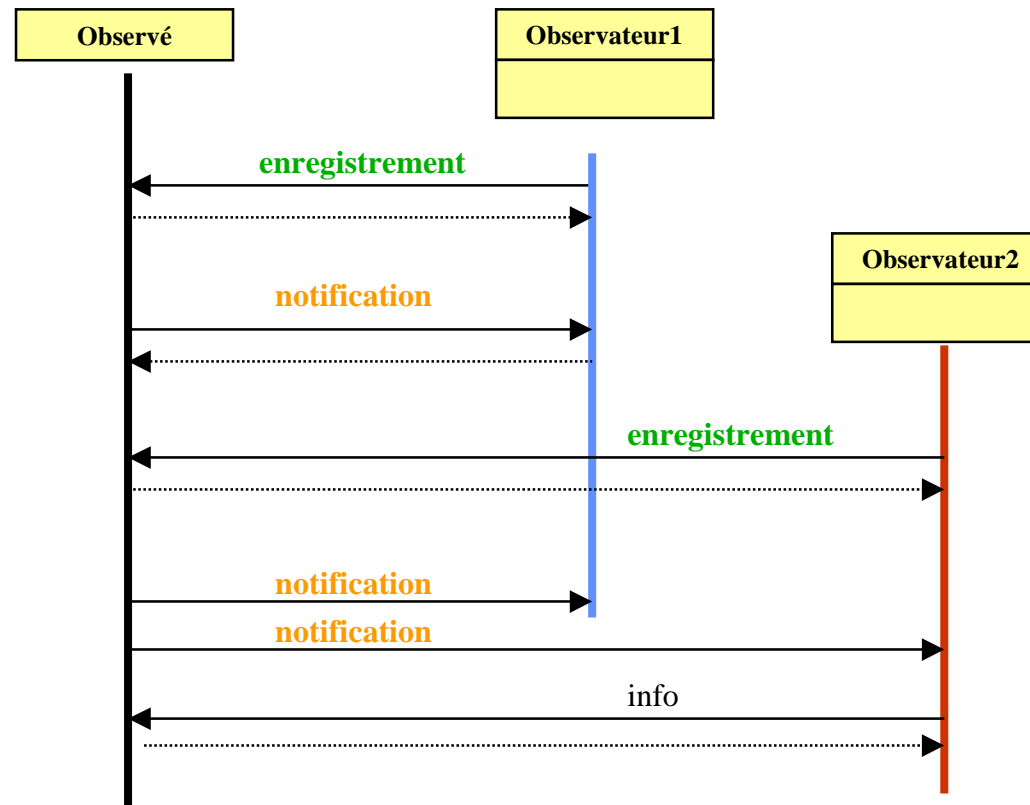 Observé
Observateur1
enregistrement
Observateur2
notification
enregistrement
notification
notification
info